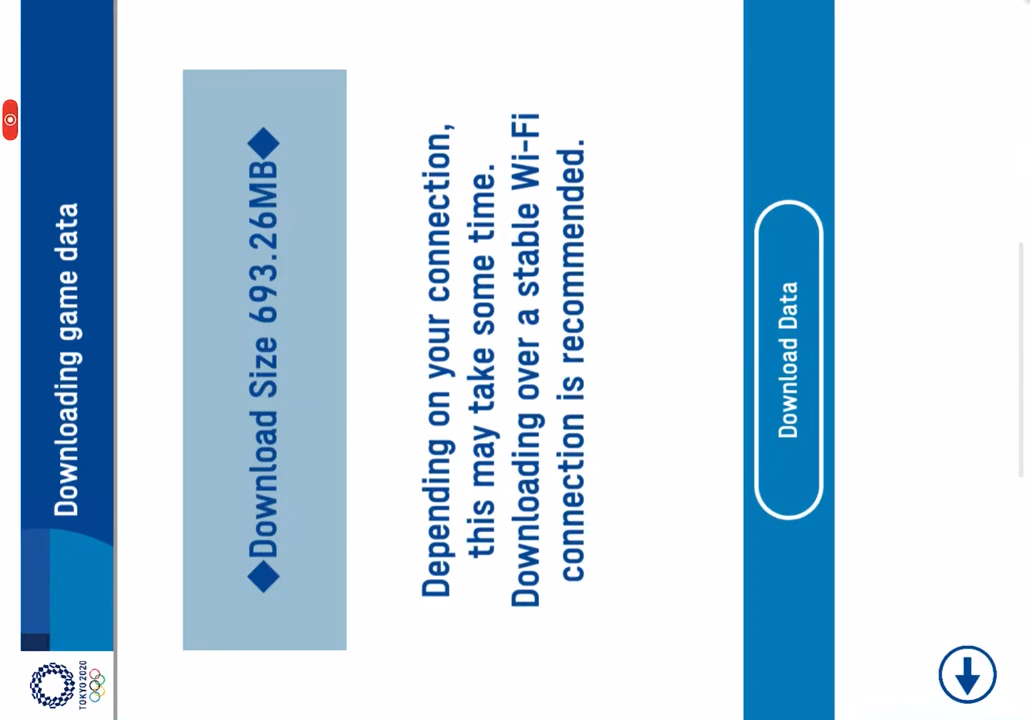 Downloading game data
TOKYO 2020
◆Download Size 693.26MB◆
Depending on your connection,
this may take some time.
Downloading over a stable Wi-Fi
connection is recommended.
Download Data